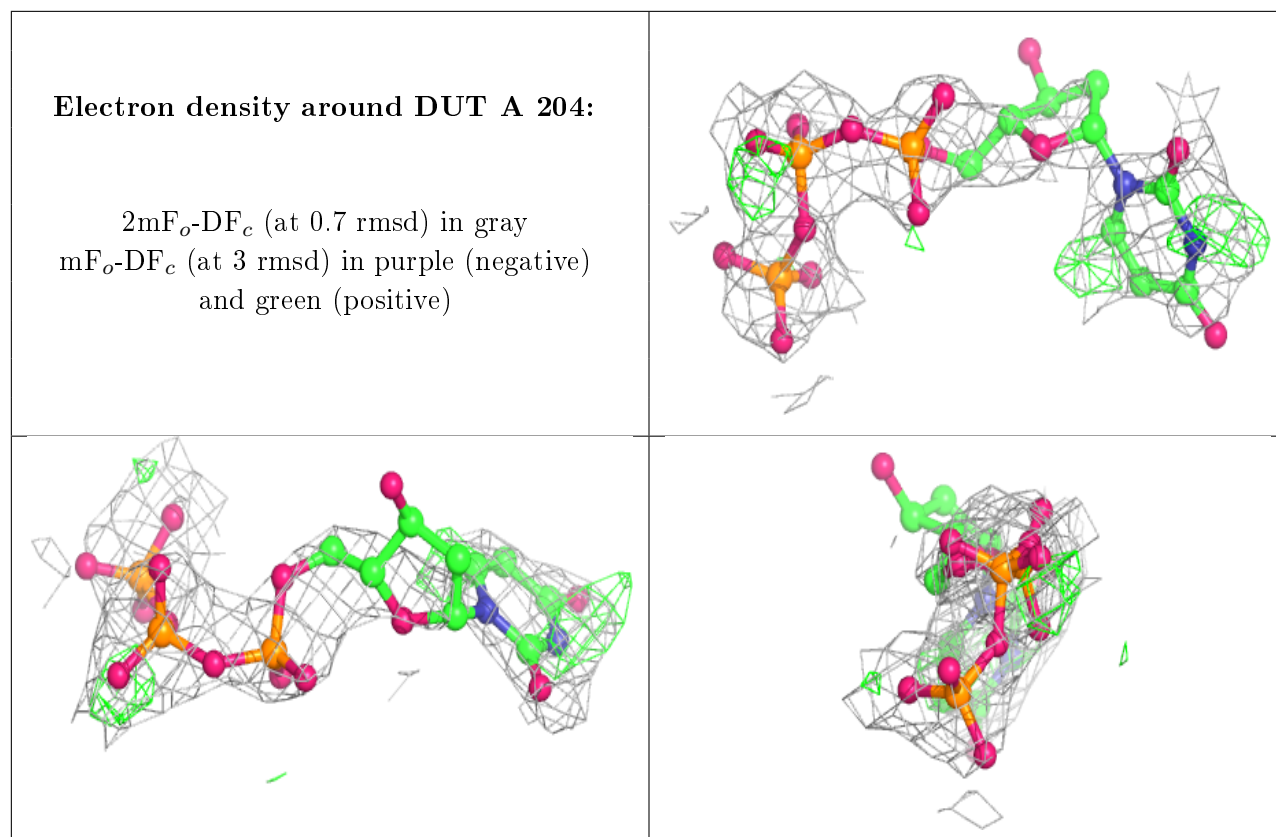 Electron density around DUT A 204:
2mFₒ-DF𝒸 (at 0.7 rmsd) in gray
mFₒ-DF𝒸 (at 3 rmsd) in purple (negative)
and green (positive)